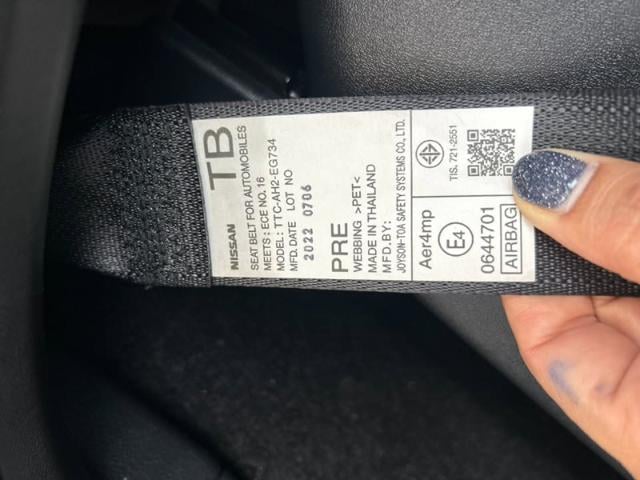 NISSAN
TB
SEAT BELT FOR AUTOMOBILES
MEETS : ECE NO. 16
MODEL : TTC-AH2-EG734
MFD. DATE LOT NO
2022 0706
PRE
WEBBING >PET<
MADE IN THAILAND
MFD. BY:
JOYSON-TOA SAFETY SYSTEMS CO., LTD.
Aer4mp
E4
0644701
AIRBAG
TIS. 721-2551